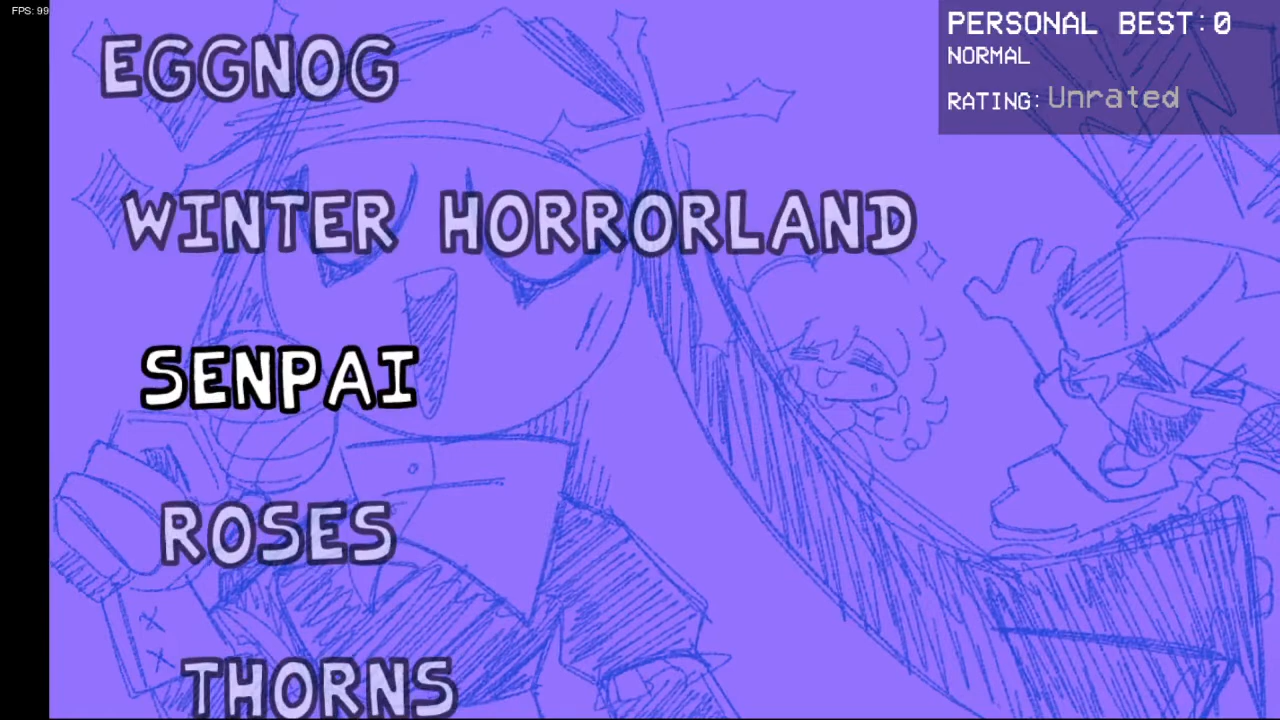 FPS: 99
PERSONAL BEST:0
NORMAL
RATING: Unrated
EGGNOG
WINTER HORRORLAND
SENPAI
ROSES
THORNS